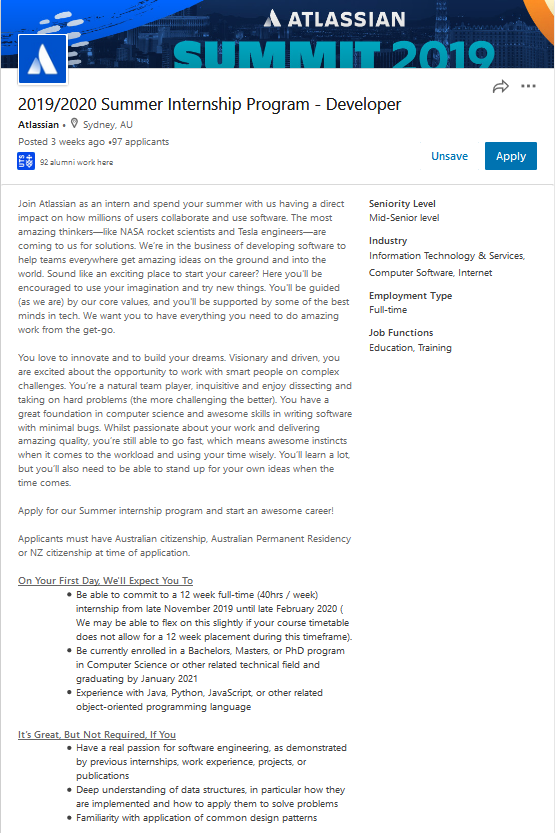 ATLASSIAN
SUMMIT 2019
2019/2020 Summer Internship Program - Developer
Atlassian • Sydney, AU
Posted 3 weeks ago •97 applicants
UTS 92 alumni work here
Unsave
Apply
Join Atlassian as an intern and spend your summer with us having a direct
impact on how millions of users collaborate and use software. The most
amazing thinkers—like NASA rocket scientists and Tesla engineers—are
coming to us for solutions. We're in the business of developing software to
help teams everywhere get amazing ideas on the ground and into the
world. Sound like an exciting place to start your career? Here you'll be
encouraged to use your imagination and try new things. You'll be guided
(as we are) by our core values, and you'll be supported by some of the best
minds in tech. We want you to have everything you need to do amazing
work from the get-go.
You love to innovate and to build your dreams. Visionary and driven, you
are excited about the opportunity to work with smart people on complex
challenges. You're a natural team player, inquisitive and enjoy dissecting and
taking on hard problems (the more challenging the better). You have a
great foundation in computer science and awesome skills in writing software
with minimal bugs. Whilst passionate about your work and delivering
amazing quality, you're still able to go fast, which means awesome instincts
when it comes to the workload and using your time wisely. You'll learn a lot,
but you'll also need to be able to stand up for your own ideas when the
time comes.
Apply for our Summer internship program and start an awesome career!
Applicants must have Australian citizenship, Australian Permanent Residency
or NZ citizenship at time of application.
On Your First Day, We'll Expect You To
• Be able to commit to a 12 week full-time (40hrs / week)
internship from late November 2019 until late February 2020 (
We may be able to flex on this slightly if your course timetable
does not allow for a 12 week placement during this timeframe).
• Be currently enrolled in a Bachelors, Masters, or PhD program
in Computer Science or other related technical field and
graduating by January 2021
• Experience with Java, Python, JavaScript, or other related
object-oriented programming language
It's Great, But Not Required, If You
• Have a real passion for software engineering, as demonstrated
by previous internships, work experience, projects, or
publications
• Deep understanding of data structures, in particular how they
are implemented and how to apply them to solve problems
• Familiarity with application of common design patterns
Seniority Level
Mid-Senior level
Industry
Information Technology & Services,
Computer Software, Internet
Employment Type
Full-time
Job Functions
Education, Training